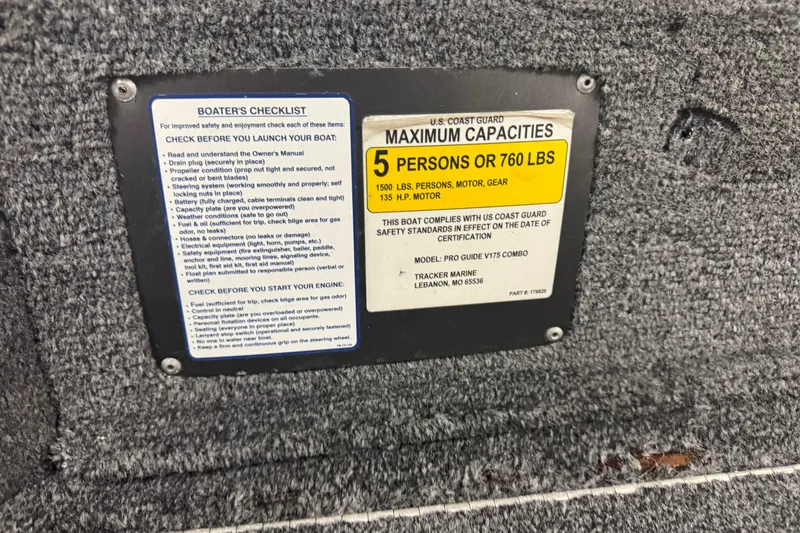 BOATER'S CHECKLIST
For improved safety and enjoyment check each of these items:
CHECK BEFORE YOU LAUNCH YOUR BOAT:
• Read and understand the Owner's Manual
• Drain plug (securely in place)
• Propeller condition (prop nut tight and secured, not
cracked or bent blades)
• Steering system (working smoothly and properly; self
locking nuts in place)
• Battery (fully charged, cable terminals clean and tight)
• Capacity plate (are you overpowered)
• Weather conditions (safe to go out)
• Fuel & oil (sufficient for trip, check bilge area for gas
odor, no leaks)
• Hoses & connectors (no leaks or damage)
• Electrical equipment (light, horn, pumps, etc.)
• Safety equipment (fire extinguisher, bailer, paddle,
anchor and line, mooring lines, signaling device,
tool kit, first aid kit, first aid manual)
• Float plan submitted to responsible person (verbal or
written)
CHECK BEFORE YOU START YOUR ENGINE:
• Fuel (sufficient for trip, check bilge area for gas odor)
• Control in neutral
• Capacity plate (are you overloaded or overpowered)
• Personal flotation devices on all occupants.
• Seating (everyone in proper place)
• Lanyard stop switch (operational and securely fastened)
• No one in water near boat.
• Keep a firm and continuous grip on the steering wheel.
U.S. COAST GUARD
MAXIMUM CAPACITIES
5 PERSONS OR 760 LBS
1500 LBS. PERSONS, MOTOR, GEAR
135 H.P. MOTOR
THIS BOAT COMPLIES WITH US COAST GUARD
SAFETY STANDARDS IN EFFECT ON THE DATE OF
CERTIFICATION
MODEL: PRO GUIDE V175 COMBO
TRACKER MARINE
LEBANON, MO 65536
PART #: 176820